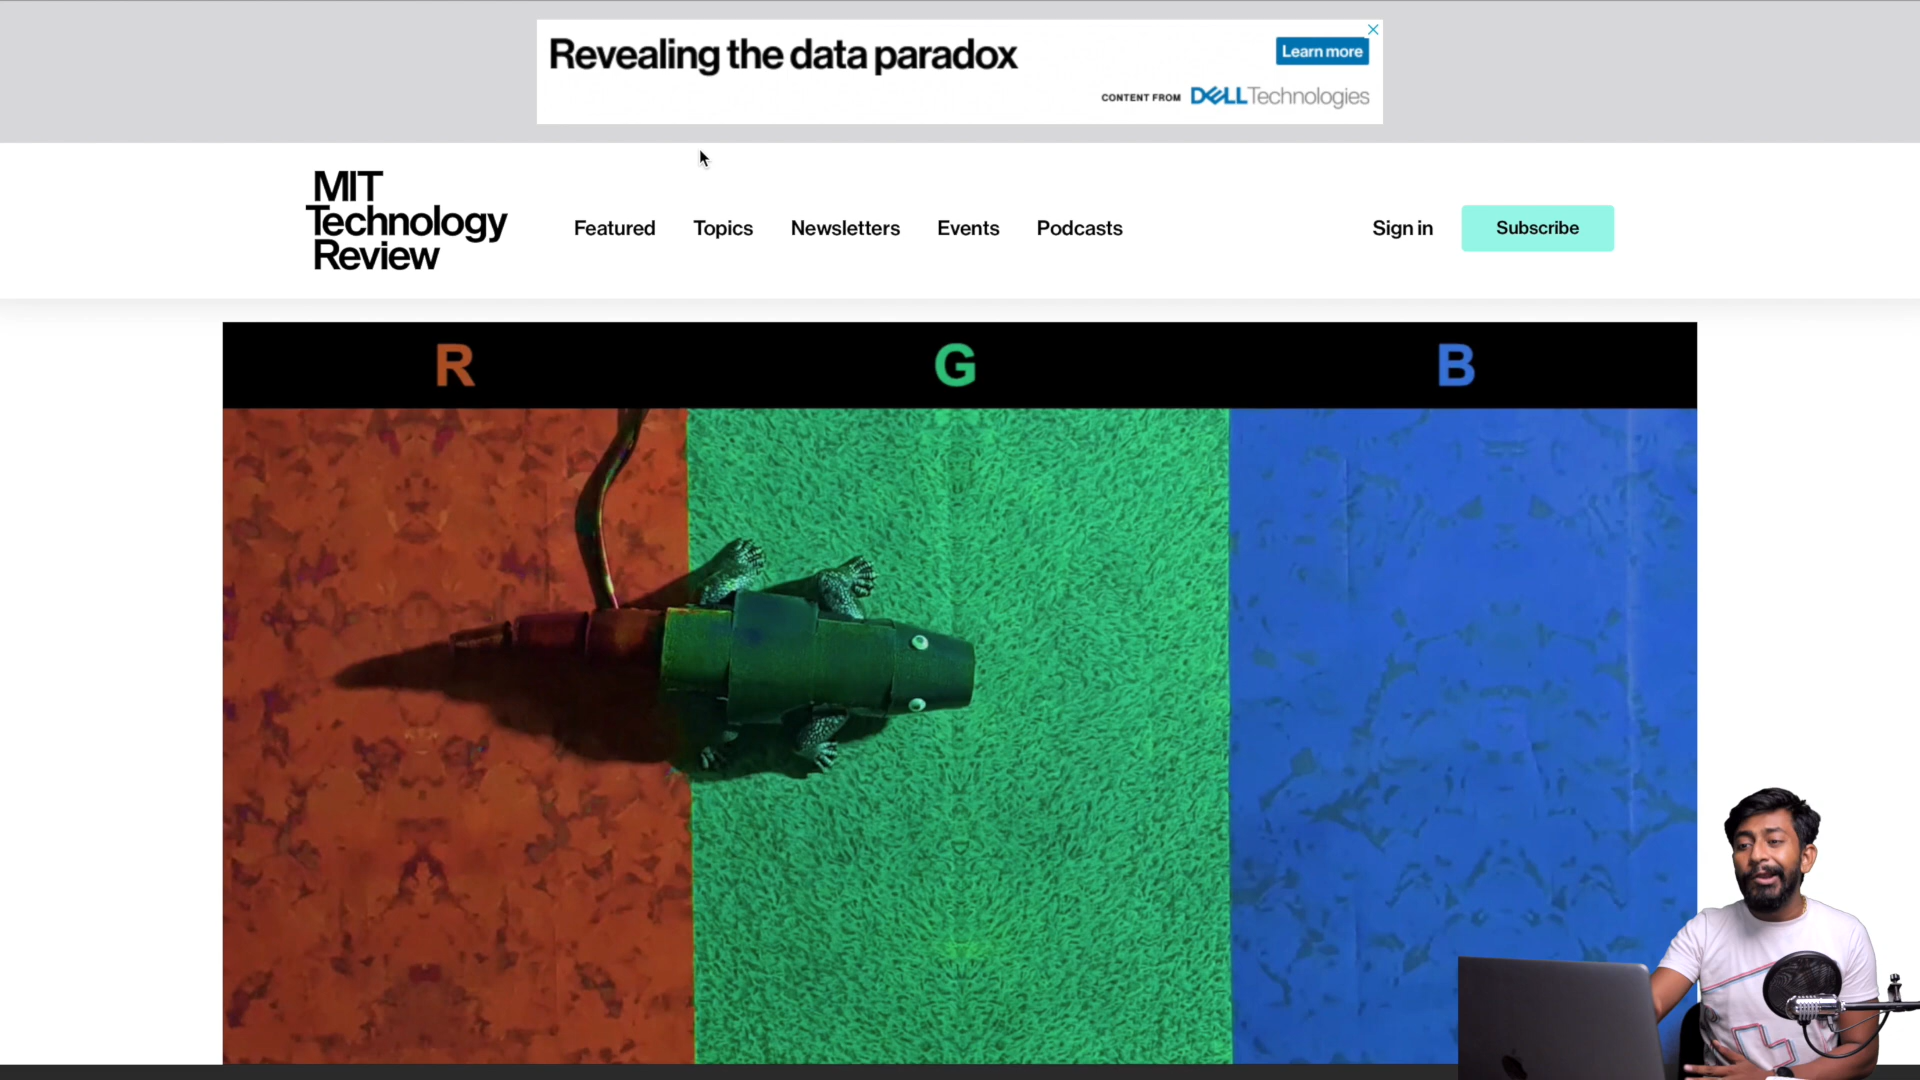 Revealing the data paradox
Learn more
CONTENT FROM DELLTechnologies
MIT
Technology
Review
Featured Topics Newsletters Events Podcasts Sign in Subscribe
R G B